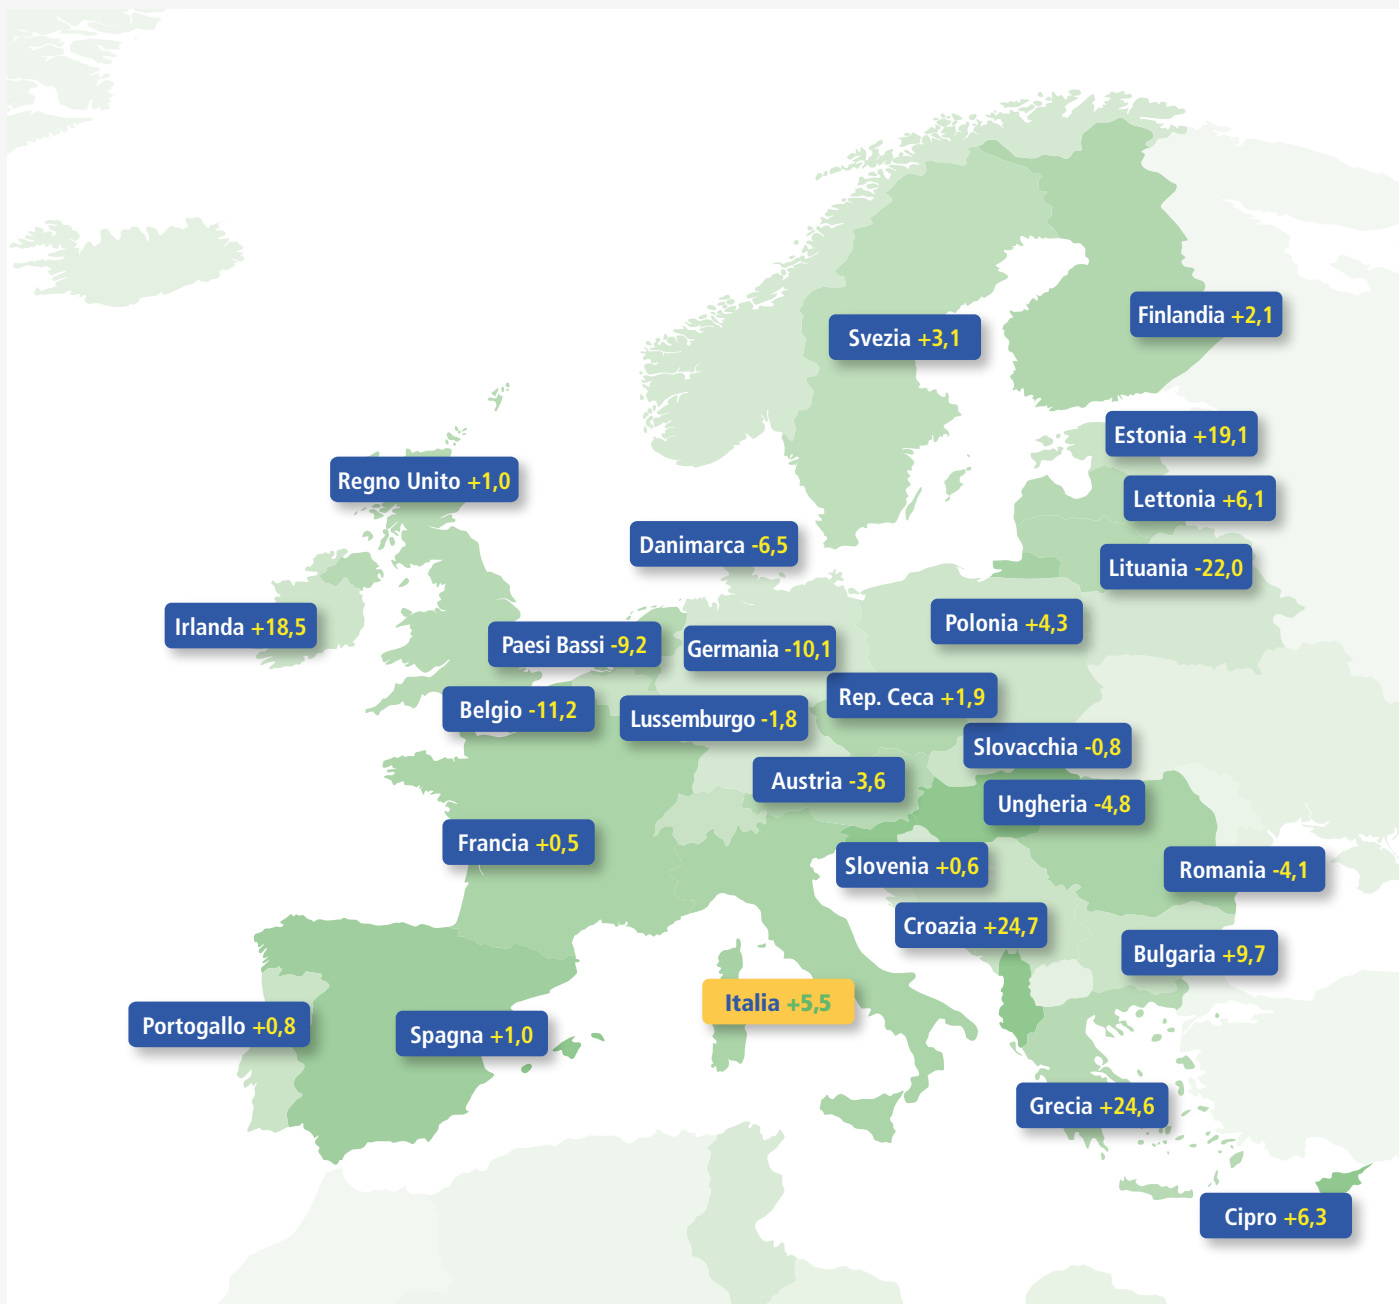 Finlandia +2,1
Svezia +3,1
Estonia +19,1
Regno Unito +1,0
Lettonia +6,1
Danimarca -6,5
Lituania -22,0
Irlanda +18,5
Polonia +4,3
Paesi Bassi -9,2
Germania -10,1
Rep. Ceca +1,9
Belgio -11,2
Lussemburgo -1,8
Slovacchia -0,8
Austria -3,6
Ungheria -4,8
Francia +0,5
Slovenia +0,6
Romania -4,1
Croazia +24,7
Bulgaria +9,7
Italia +5,5
Portogallo +0,8
Spagna +1,0
Grecia +24,6
Cipro +6,3